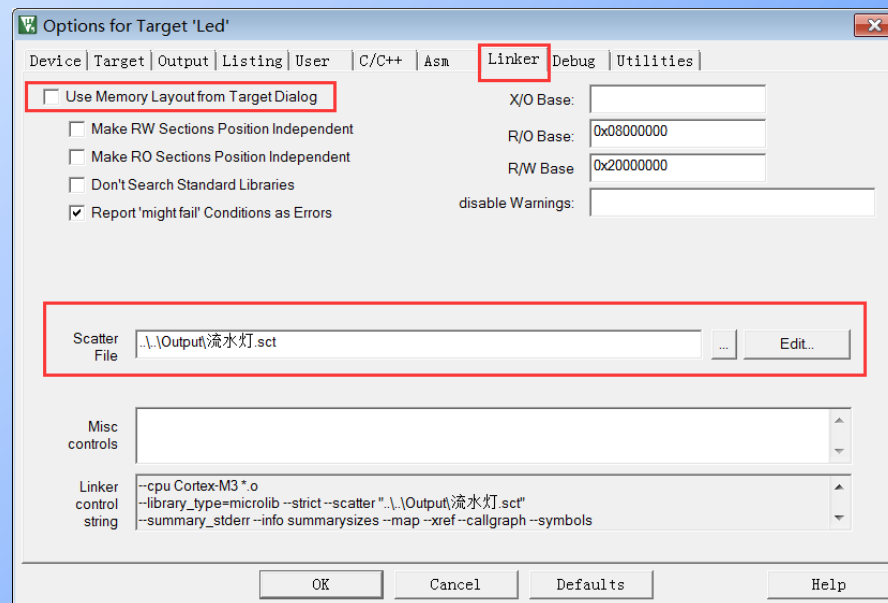 Options for Target 'Led'
Device Target Output Listing User C/C++ Asm Linker Debug Utilities
Use Memory Layout from Target Dialog
Make RW Sections Position Independent
Make RO Sections Position Independent
Don't Search Standard Libraries
Report 'might fail' Conditions as Errors
X/O Base:
R/O Base: 0x08000000
R/W Base 0x20000000
disable Warnings:
Scatter File ..\..\Output\流水灯.sct ... Edit...
Misc controls
Linker control string
--cpu Cortex-M3 *.o
--library_type=microlib --strict --scatter "..\..\Output\流水灯.sct"
--summary_stderr --info summarysizes --map --xref --callgraph --symbols
OK Cancel Defaults Help